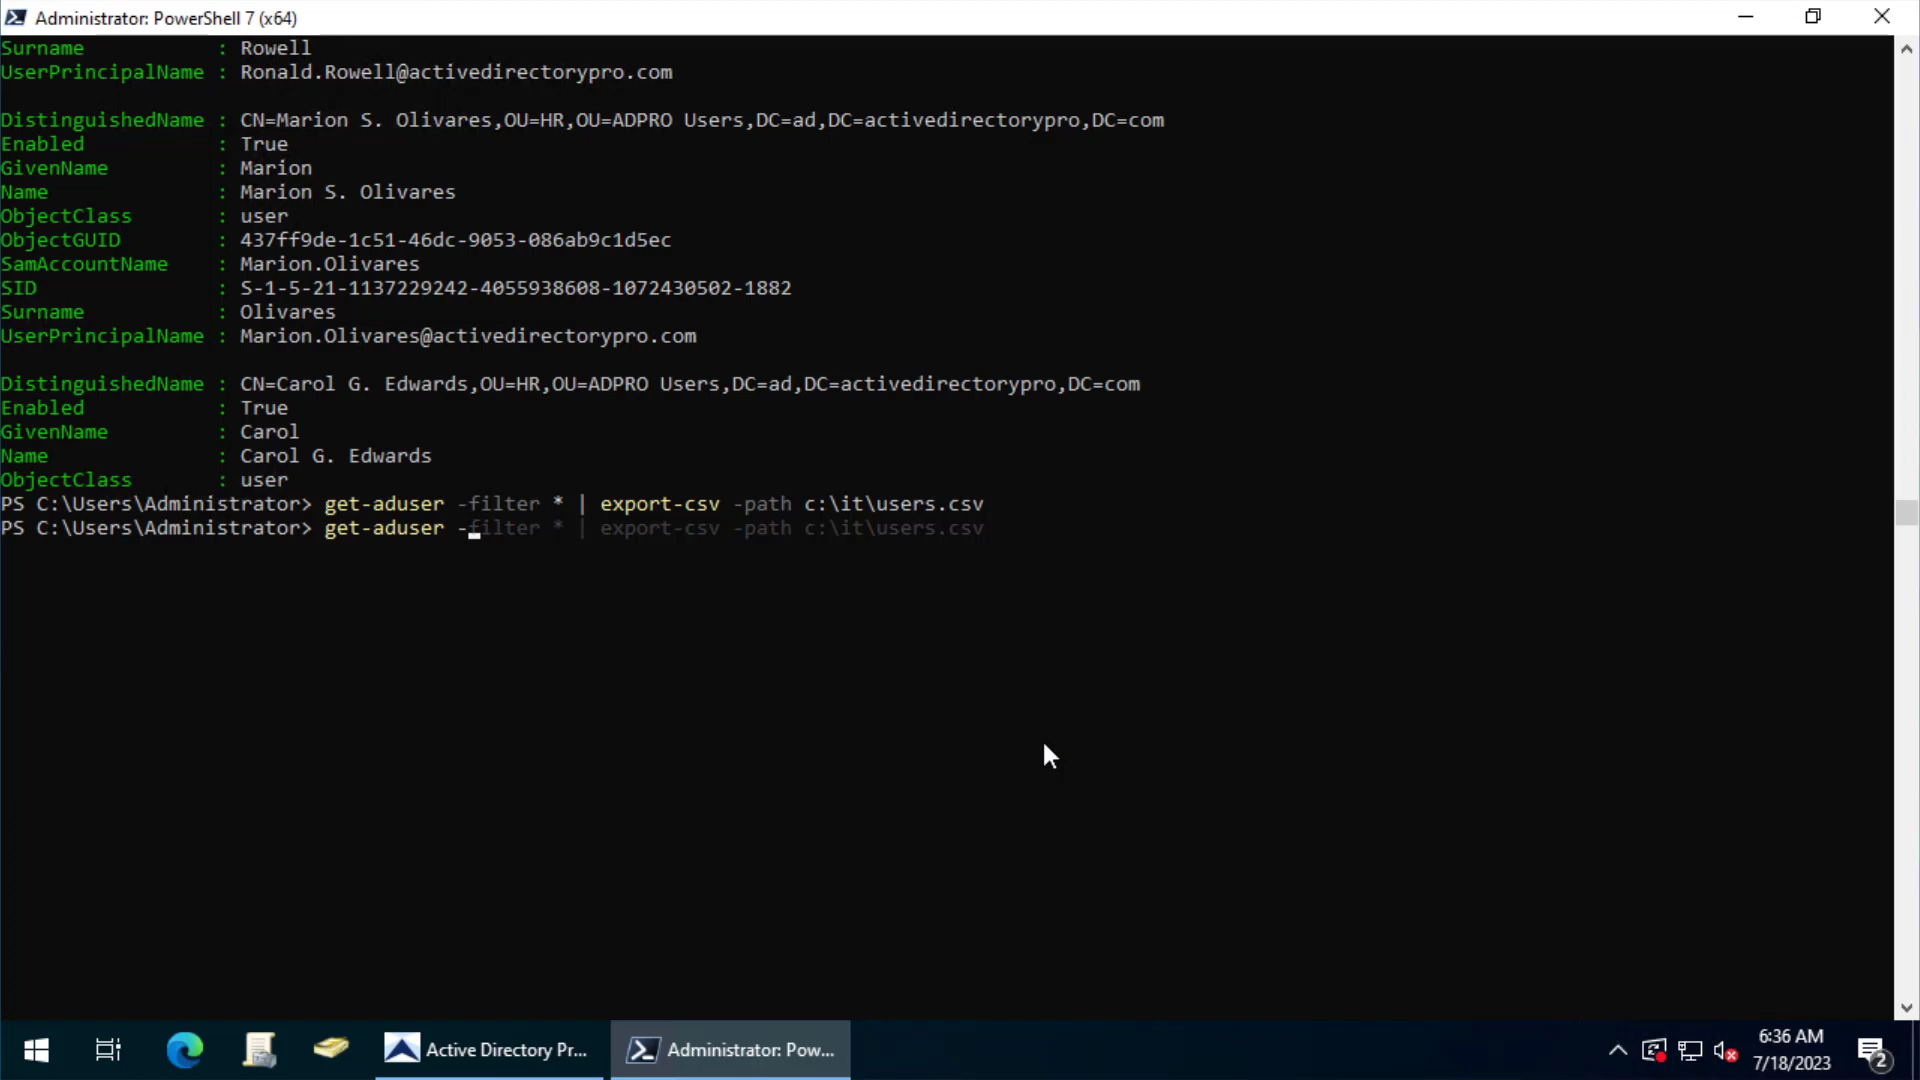 Administrator: PowerShell 7 (x64)
Surname : Rowell
UserPrincipalName : Ronald.Rowell@activedirectorypro.com
DistinguishedName : CN=Marion S. Olivares,OU=HR,OU=ADPRO Users,DC=ad,DC=activedirectorypro,DC=com
Enabled : True
GivenName : Marion
Name : Marion S. Olivares
ObjectClass : user
ObjectGUID : 437ff9de-1c51-46dc-9053-086ab9c1d5ec
SamAccountName : Marion.Olivares
SID : S-1-5-21-1137229242-4055938608-1072430502-1882
Surname : Olivares
UserPrincipalName : Marion.Olivares@activedirectorypro.com
DistinguishedName : CN=Carol G. Edwards,OU=HR,OU=ADPRO Users,DC=ad,DC=activedirectorypro,DC=com
Enabled : True
GivenName : Carol
Name : Carol G. Edwards
ObjectClass : user
PS C:\Users\Administrator> get-aduser -filter * | export-csv -path c:\it\users.csv
PS C:\Users\Administrator> get-aduser -filter * | export-csv -path c:\it\users.csv
Active Directory Pr...
Administrator: Pow...
6:36 AM
7/18/2023
2